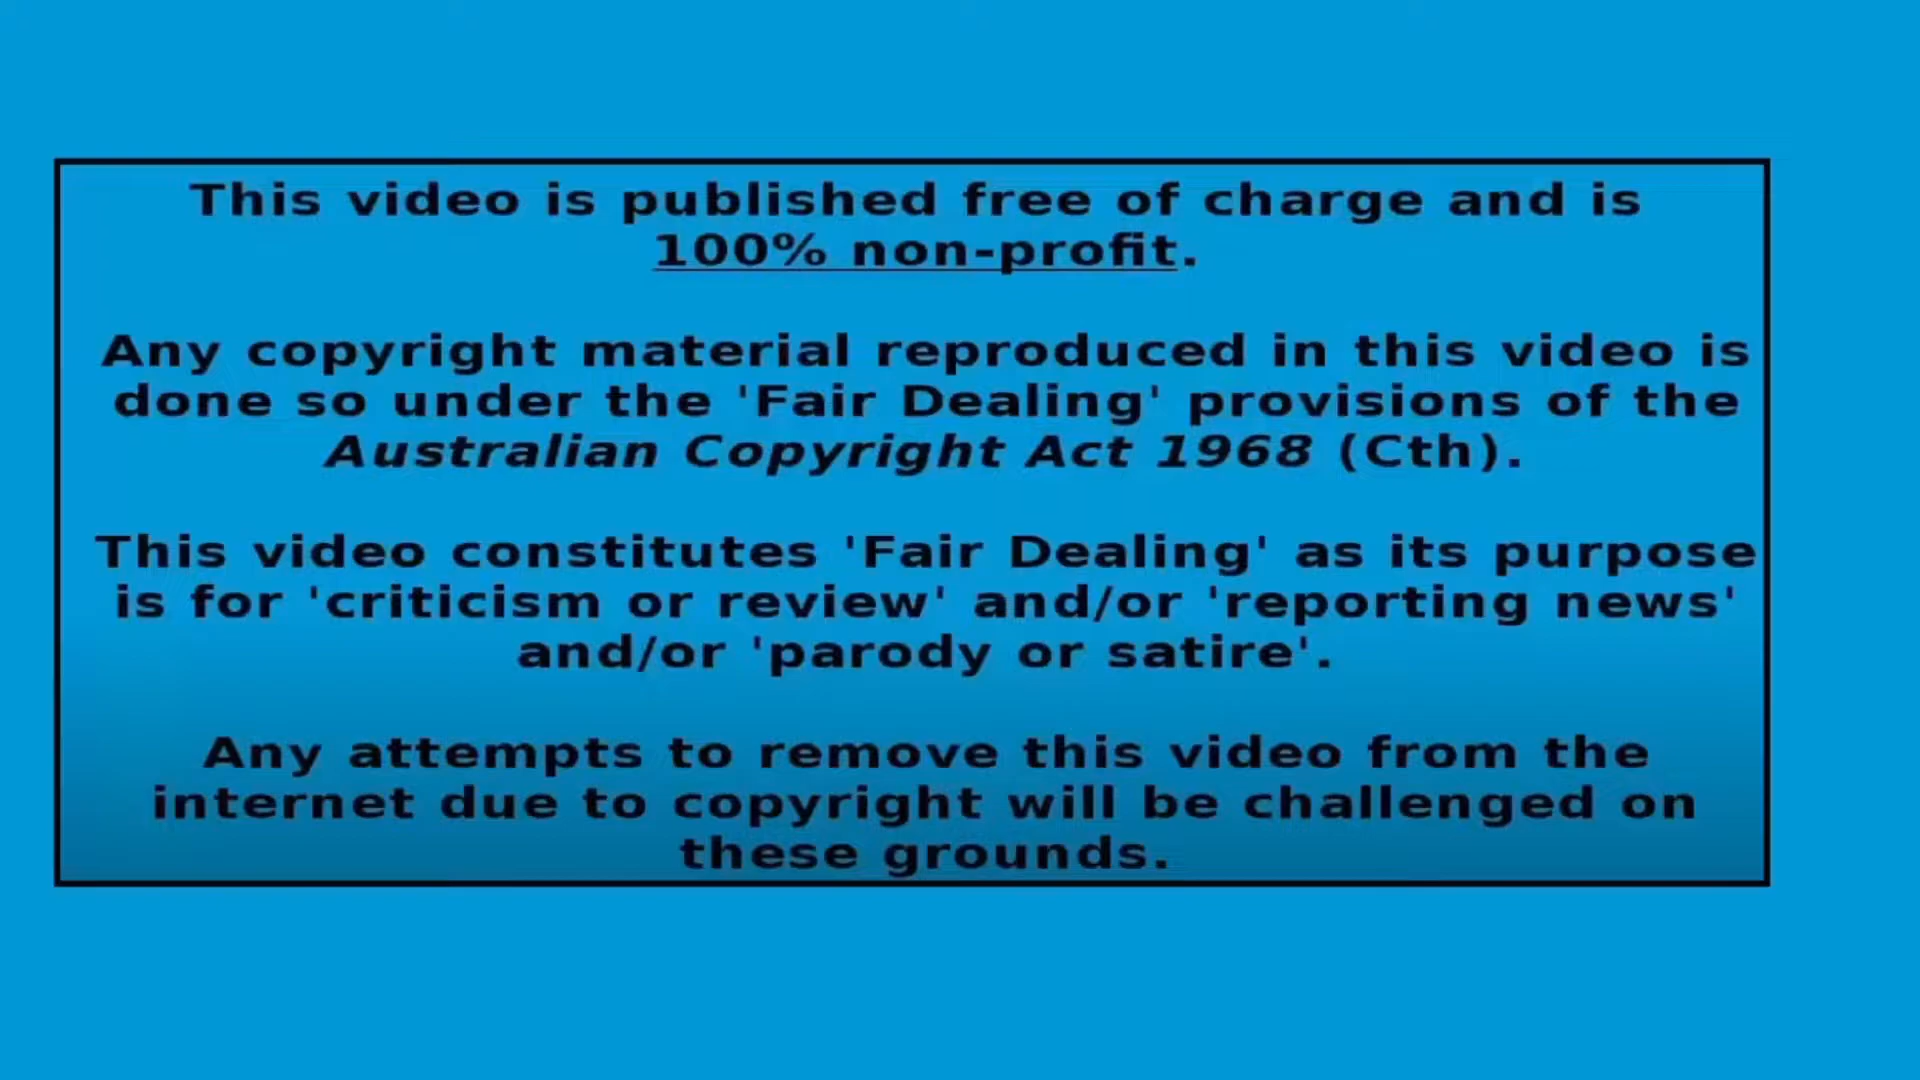 This video is published free of charge and is
100% non-profit.
Any copyright material reproduced in this video is
done so under the 'Fair Dealing' provisions of the
Australian Copyright Act 1968 (Cth).
This video constitutes 'Fair Dealing' as its purpose
is for 'criticism or review' and/or 'reporting news'
and/or 'parody or satire'.
Any attempts to remove this video from the
internet due to copyright will be challenged on
these grounds.